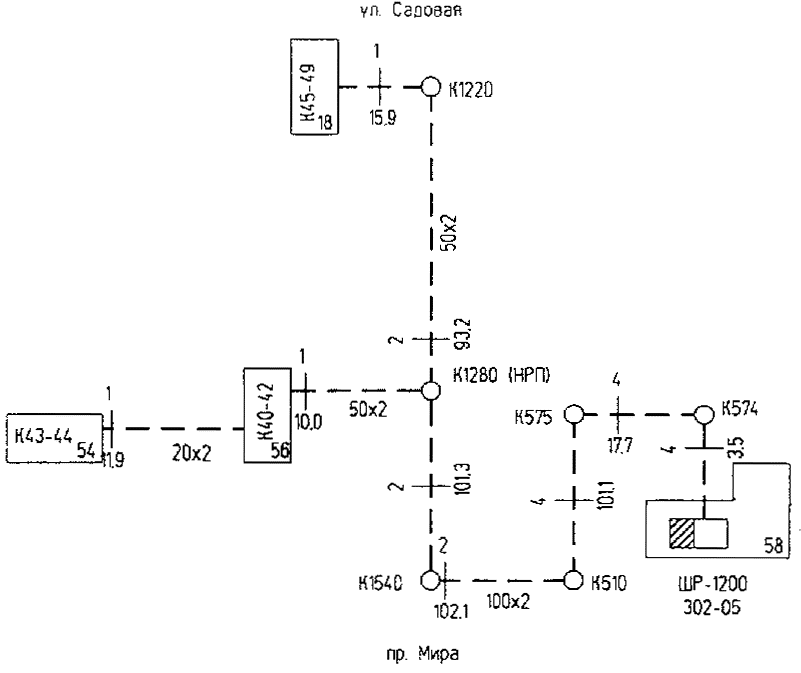 ул. Садовая
1
К45-49
18
15,9
К1220
50х2
2
93,2
1
К1280 (НРП)
К40-42
56
10,0
50х2
1
К43-44
54
11,9
20х2
4
К575
К574
17,7
4
3,5
2
101,3
4
101,1
58
2
К1540
102,1
100х2
К510
ШР-1200
302-05
пр. Мира